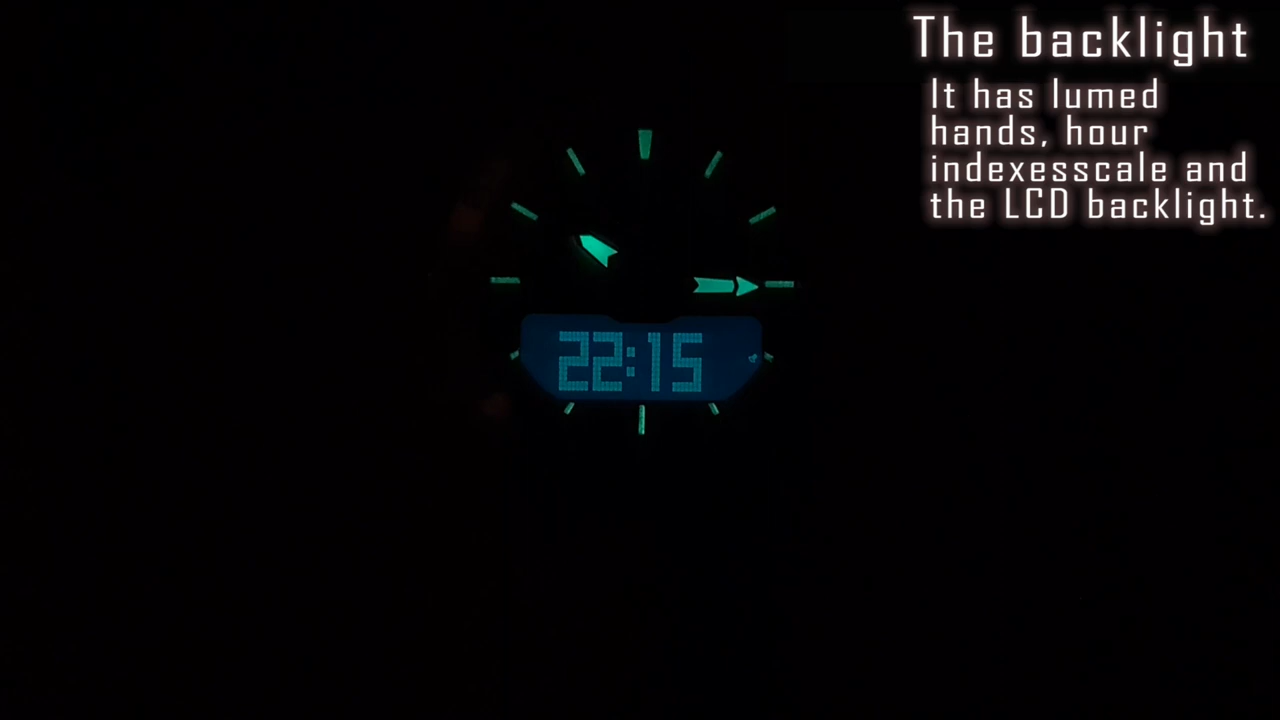 The backlight
It has lumed
hands, hour
indexesscale and
the LCD backlight.
22:15